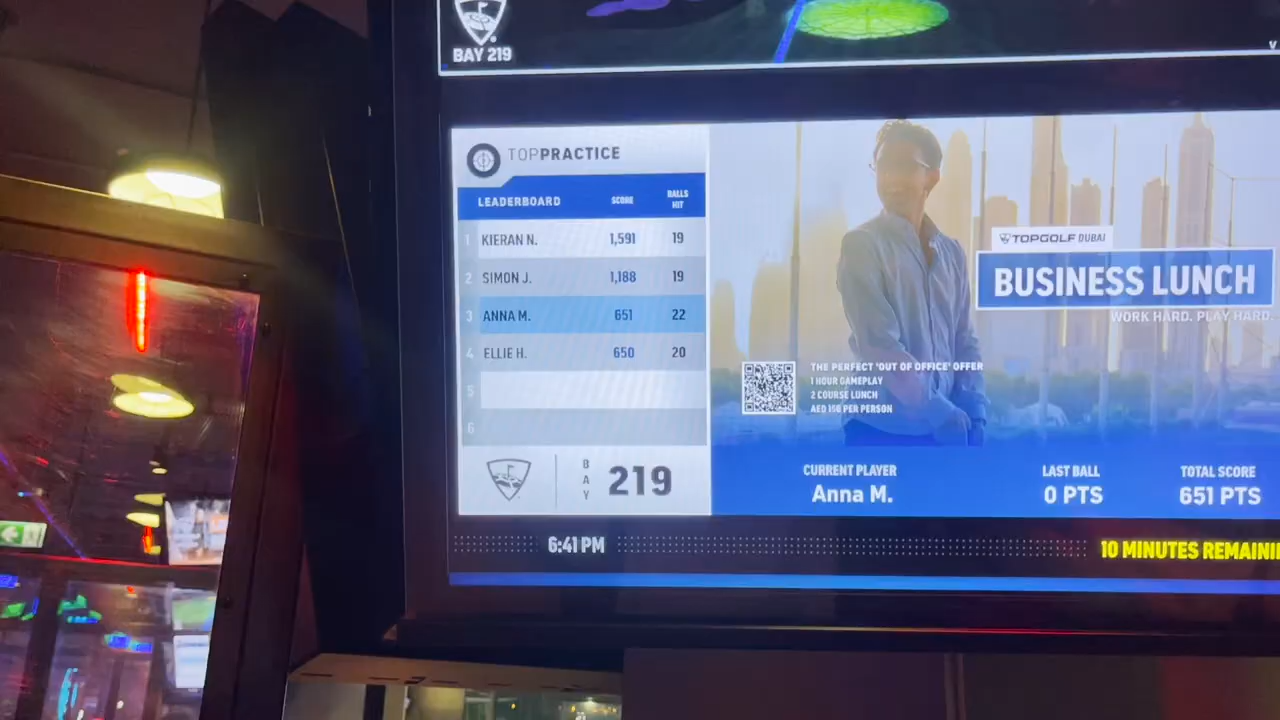 BAY 219
TOPPRACTICE
LEADERBOARD SCORE BALLS HIT
1 KIERAN N. 1,591 19
2 SIMON J. 1,188 19
3 ANNA M. 651 22
4 ELLIE H. 650 20
5
6
BAY 219
TOPGOLF DUBAI
BUSINESS LUNCH
WORK HARD. PLAY HARD.
THE PERFECT 'OUT OF OFFICE' OFFER
1 HOUR GAMEPLAY
2 COURSE LUNCH
AED PER PERSON
CURRENT PLAYER LAST BALL TOTAL SCORE
Anna M. 0 PTS 651 PTS
6:41 PM 10 MINUTES REMAINI